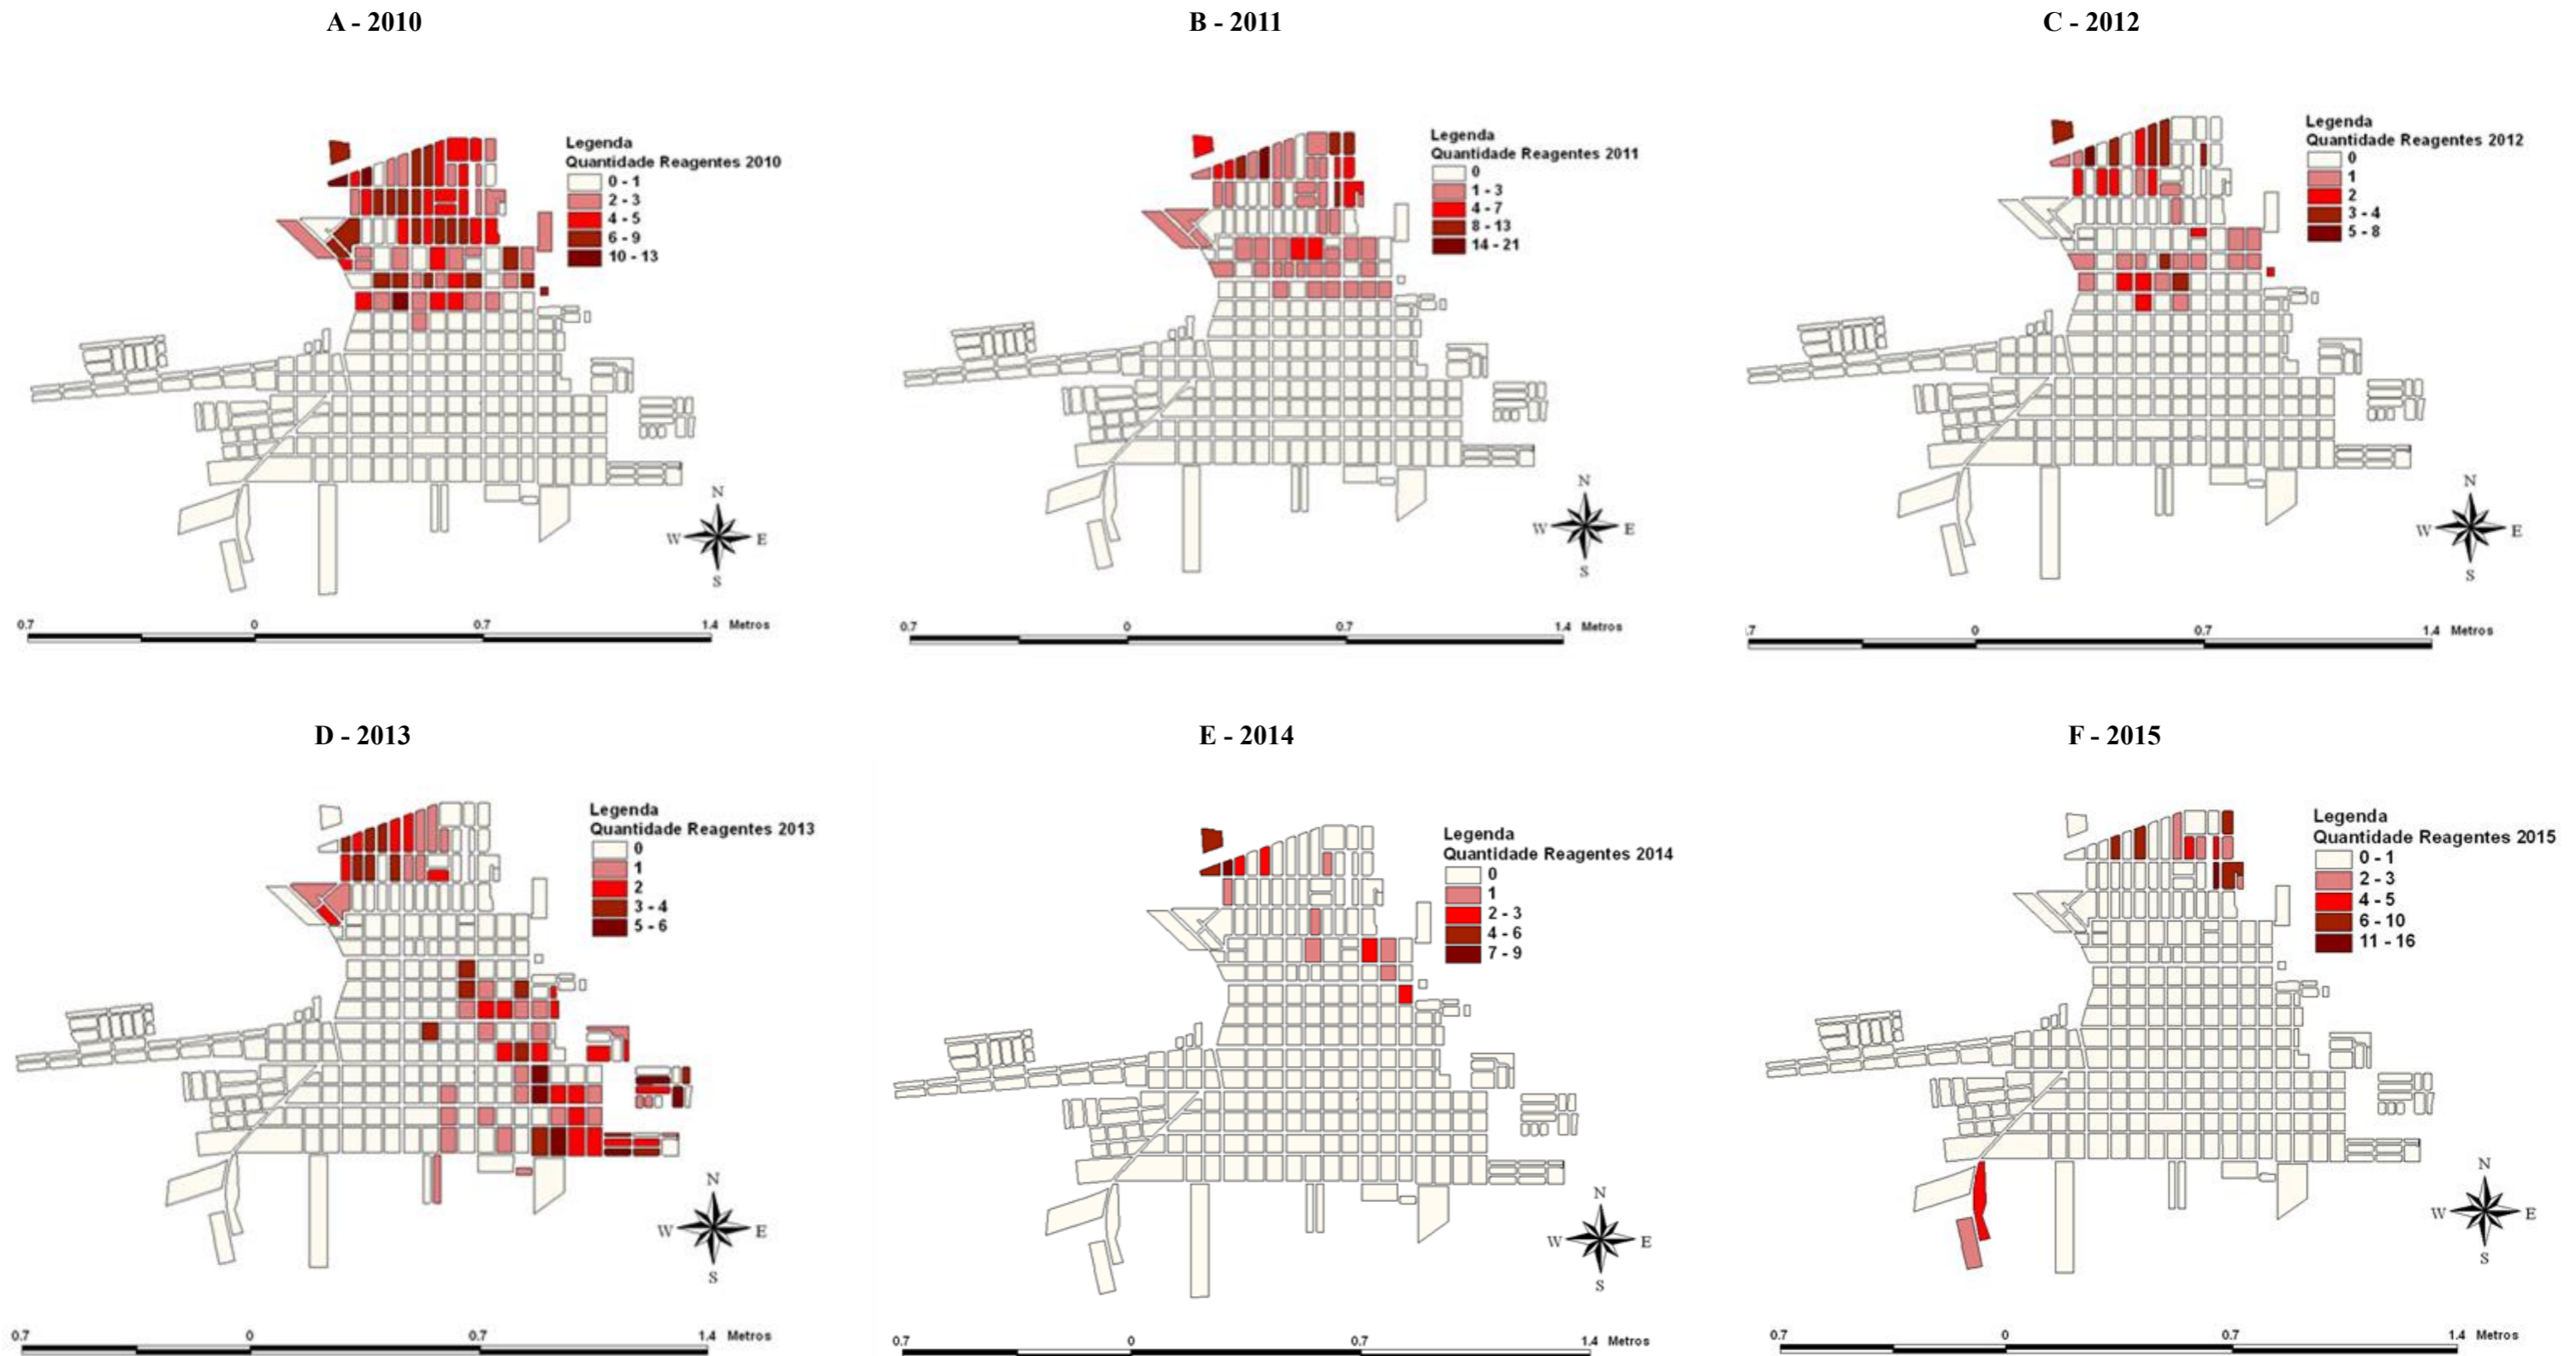 A - 2010
Legenda
Quantidade Reagentes 2010
0 - 1
2 - 3
4 - 5
6 - 9
10 - 13
N
W E
S
0.7 0 0.7 1.4 Metros
B - 2011
Legenda
Quantidade Reagentes 2011
0
1 - 3
4 - 7
8 - 13
14 - 21
N
W E
S
0.7 0 0.7 1.4 Metros
C - 2012
Legenda
Quantidade Reagentes 2012
0
1
2
3 - 4
5 - 8
N
W E
S
.7 0 0.7 1.4 Metros
D - 2013
Legenda
Quantidade Reagentes 2013
0
1
2
3 - 4
5 - 6
N
W E
S
0.7 0 0.7 1.4 Metros
E - 2014
Legenda
Quantidade Reagentes 2014
0
1
2 - 3
4 - 6
7 - 9
N
W E
S
0.7 0 0.7 1.4 Metros
F - 2015
Legenda
Quantidade Reagentes 2015
0 - 1
2 - 3
4 - 5
6 - 10
11 - 16
N
W E
S
0.7 0 0.7 1.4 Metros